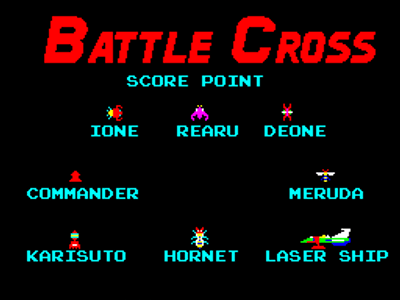 BATTLE CROSS
SCORE POINT
IONE REARU DEONE
COMMANDER MERUDA
KARISUTO HORNET LASER SHIP